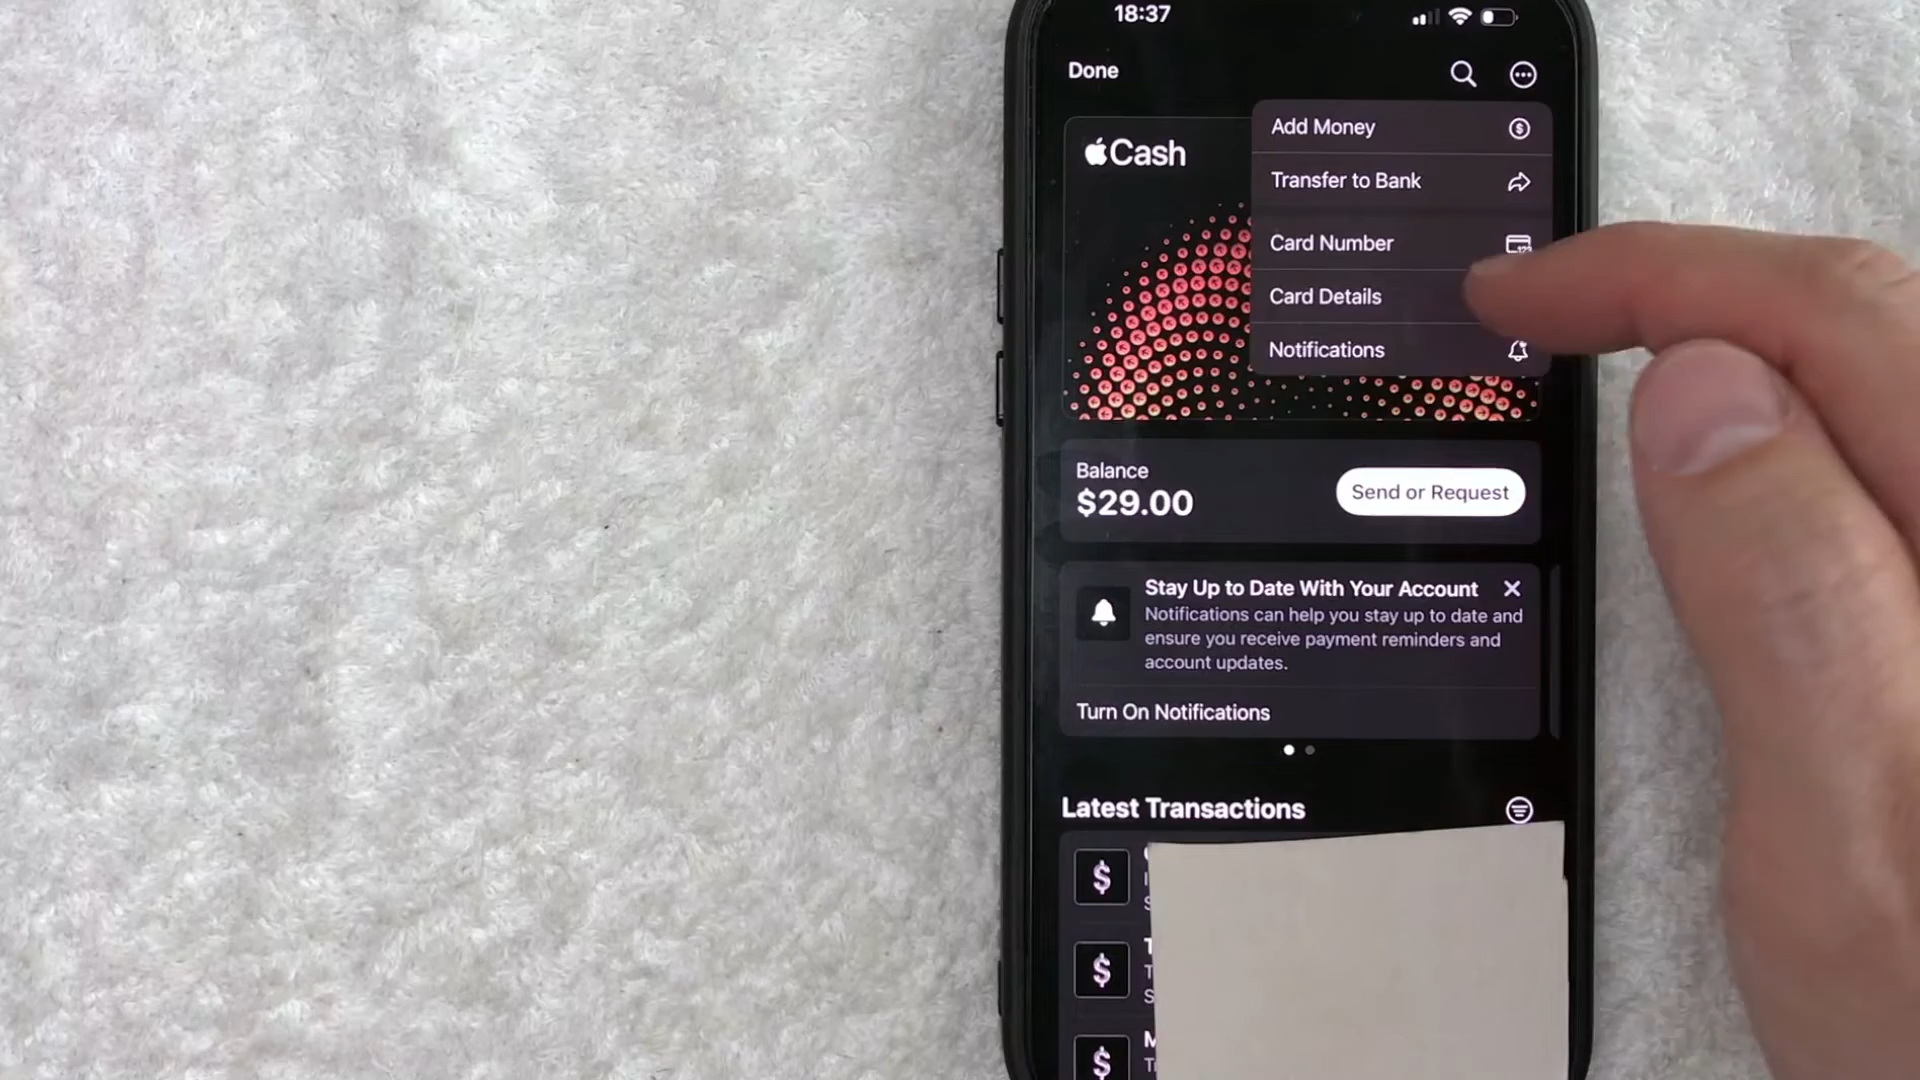 18:37
Done
Cash
Add Money
Transfer to Bank
Card Number
Card Details
Notifications
Balance
$29.00
Send or Request
Stay Up to Date With Your Account
Notifications can help you stay up to date and
ensure you receive payment reminders and
account updates.
Turn On Notifications
Latest Transactions
$
$
$